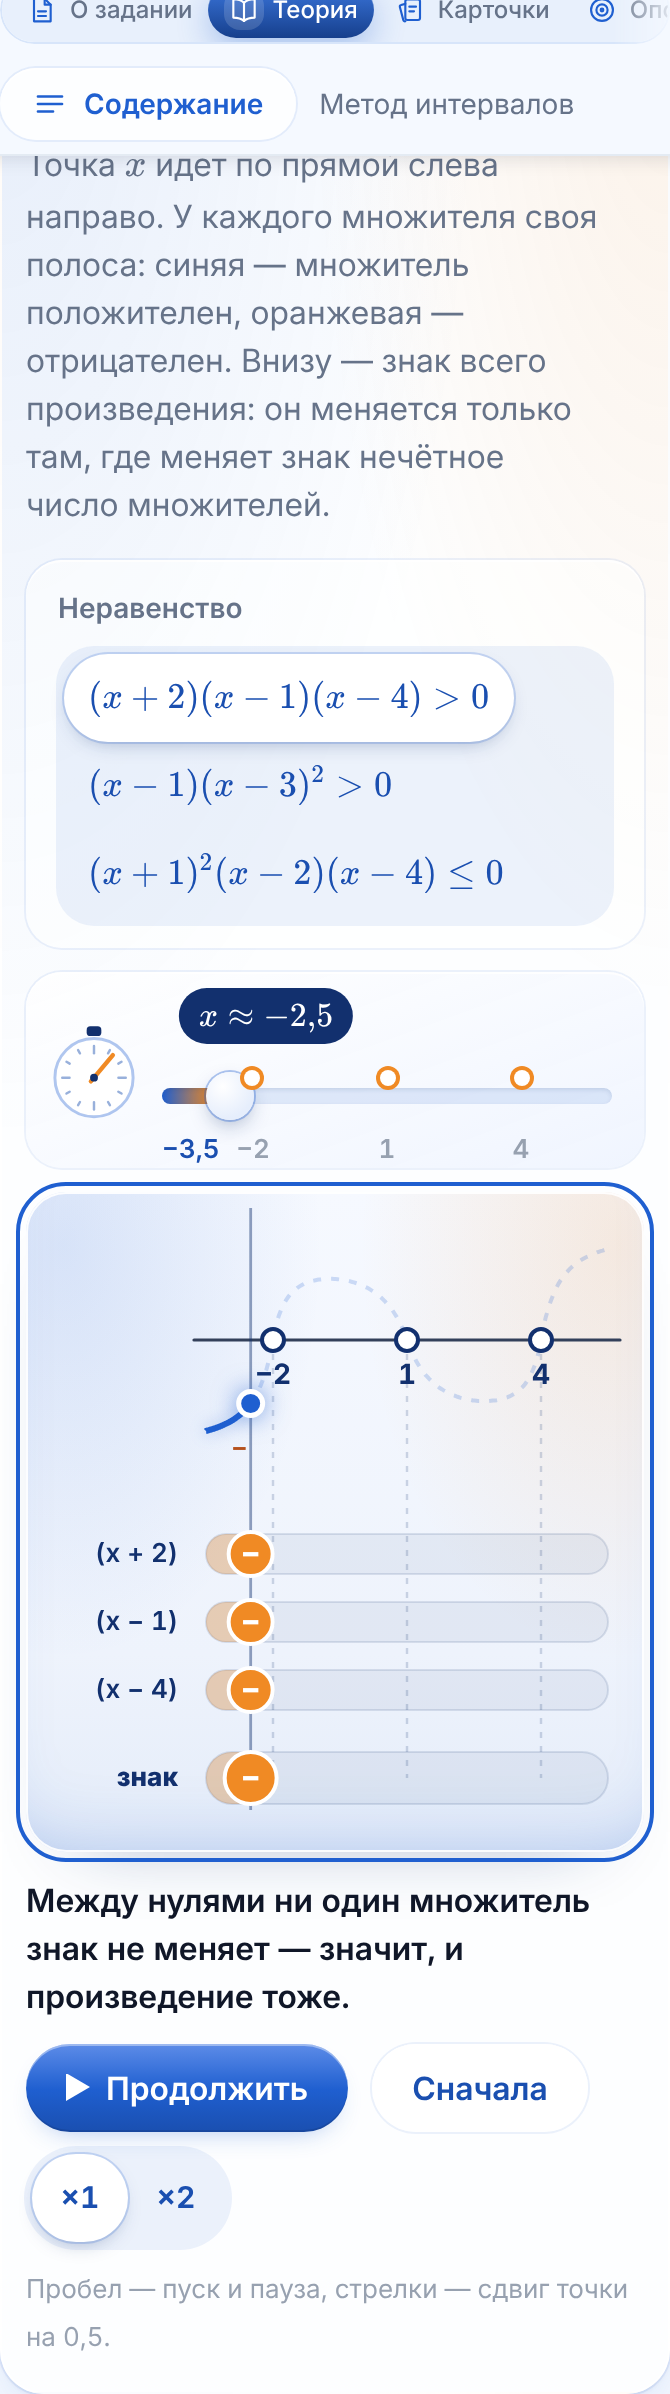 О задании Теория Карточки
Содержание Метод интервалов
Точка x идет по прямой слева
направо. У каждого множителя своя
полоса: синяя — множитель
положителен, оранжевая —
отрицателен. Внизу — знак всего
произведения: он меняется только
там, где меняет знак нечётное
число множителей.
Неравенство
(x + 2)(x − 1)(x − 4) > 0
(x − 1)(x − 3)² > 0
(x + 1)²(x − 2)(x − 4) ≤ 0
x ≈ −2,5
−3,5 −2 1 4
−2 1 4
−
(x + 2) −
(x − 1) −
(x − 4) −
знак −
Между нулями ни один множитель
знак не меняет — значит, и
произведение тоже.
Продолжить Сначала
×1 ×2
Пробел — пуск и пауза, стрелки — сдвиг точки
на 0,5.